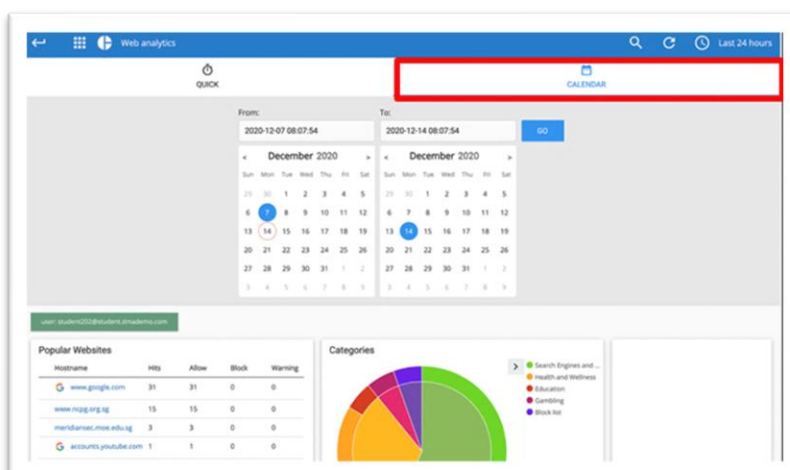 Web analytics Last 24 hours
QUICK CALENDAR
From: To:
2020-12-07 08:07:54 2020-12-14 08:07:54 GO
« December 2020 » « December 2020 »
Sun Mon Tue Wed Thu Fri Sat Sun Mon Tue Wed Thu Fri Sat
29 30 1 2 3 4 5 29 30 1 2 3 4 5
6 7 8 9 10 11 12 6 7 8 9 10 11 12
13 14 15 16 17 18 19 13 14 15 16 17 18 19
20 21 22 23 24 25 26 20 21 22 23 24 25 26
27 28 29 30 31 1 2 27 28 29 30 31 1 2
3 4 5 6 7 8 9 3 4 5 6 7 8 9
user: student202@student.dmademo.com
Popular Websites Categories
Hostname Hits Allow Block Warning
www.google.com 31 31 0 0
www.ncpg.org.sg 15 15 0 0
meridiansec.moe.edu.sg 3 3 0 0
accounts.youtube.com 1 1 0 0
Search Engines and ...
Health and Wellness
Education
Gambling
Block list